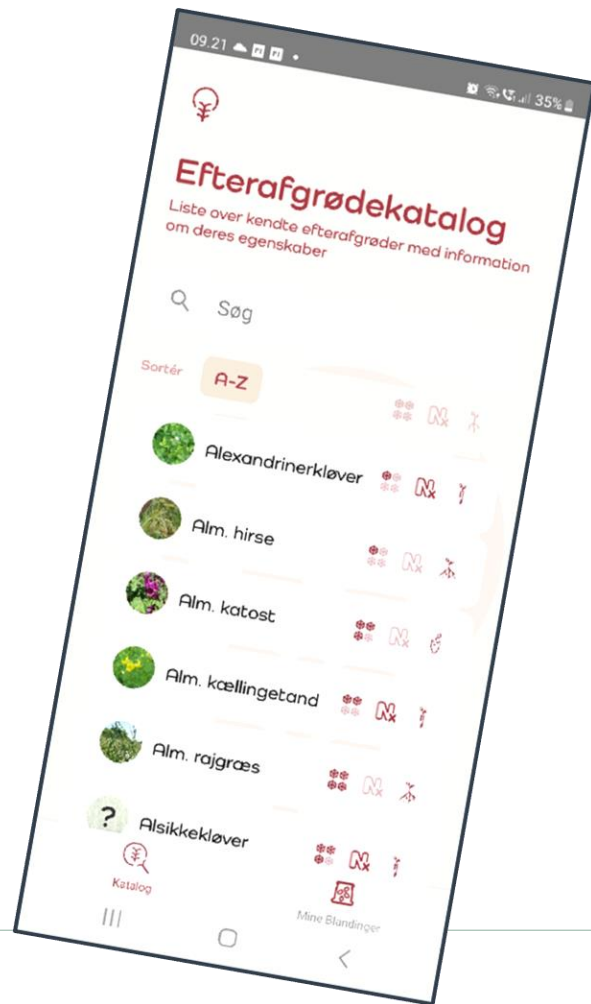 09.21
35%
Efterafgrødekatalog
Liste over kendte efterafgrøder med information
om deres egenskaber
Søg
Sortér A-Z
Alexandrinerkløver
Alm. hirse
Alm. katost
Alm. kællingetand
Alm. rajgræs
? Alsikkekløver
Katalog
Mine Blandinger